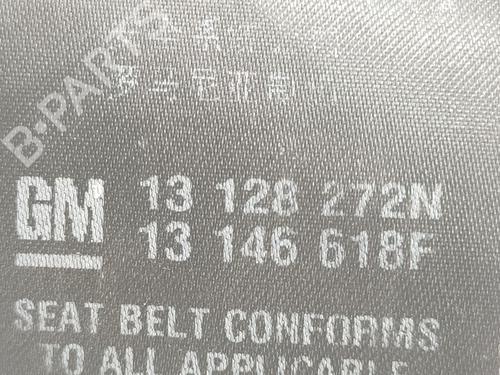 B-PARTS
GM 13 128 272N
13 146 618F
SEAT BELT CONFORMS
TO ALL APPLICABLE